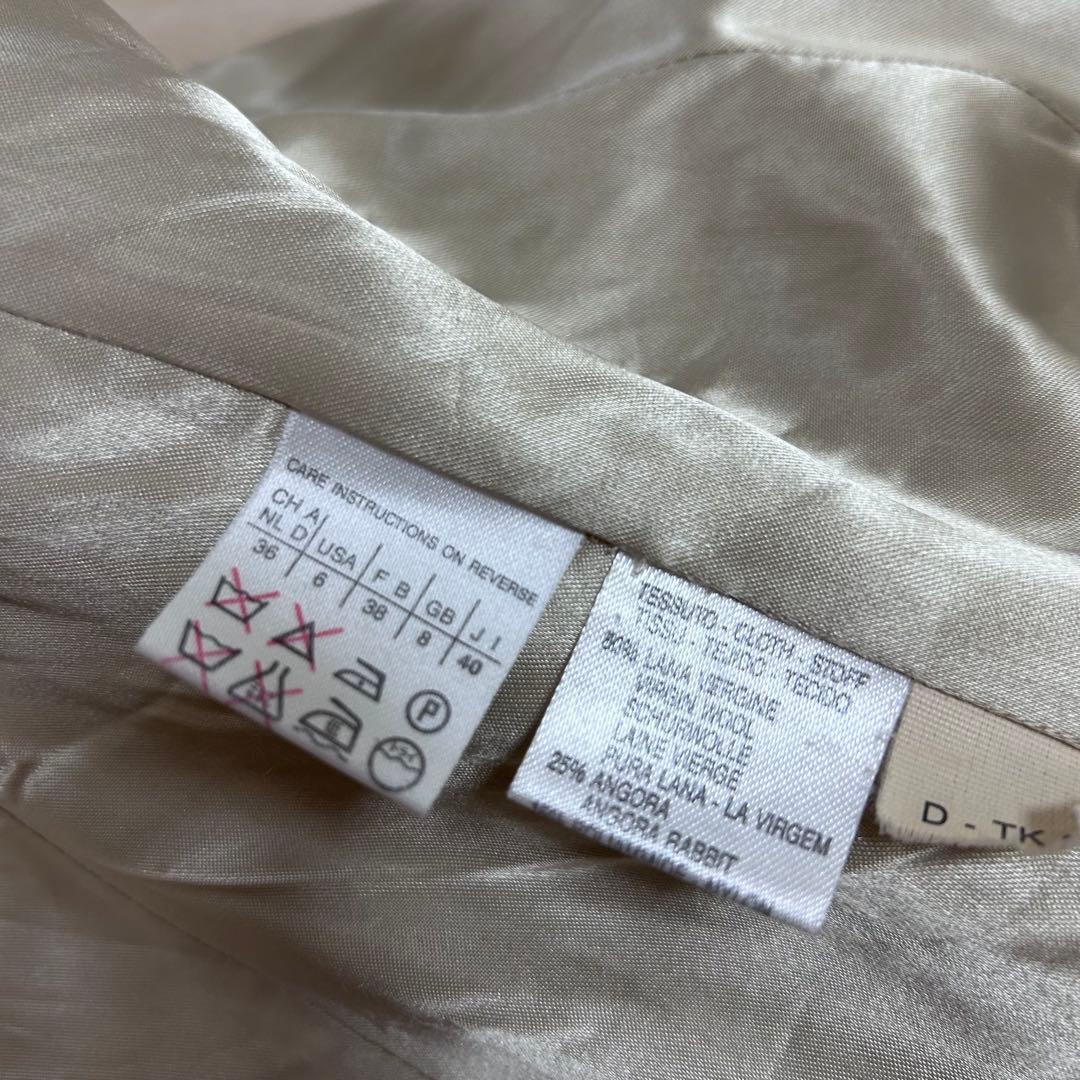 CARE INSTRUCTIONS ON REVERSE
CH A
NL D USA F B GB J I
36 6 38 8 40
P
TESSUTO - CLOTH - STOFF
TISSU - TEJIDO - TECIDO
LANA VERGINE
VIRGIN WOOL
SCHURWOLLE
LAINE VIERGE
PURA LANA - LA VIRGEM
25% ANGORA
ANGORA RABBIT
NYLON
D - TK -